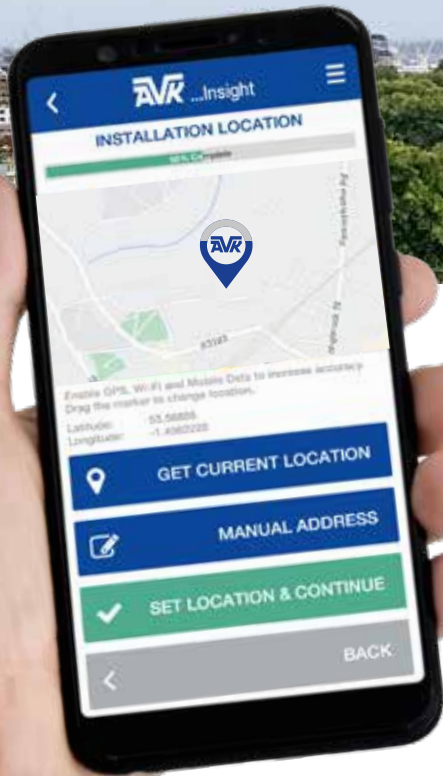 AVK ...Insight
INSTALLATION LOCATION
50% Complete
AVK
Enable GPS, Wi-Fi and Mobile Data to increase accuracy
Drag the marker to change location.
Latitude:
Longitude:
GET CURRENT LOCATION
MANUAL ADDRESS
SET LOCATION & CONTINUE
BACK